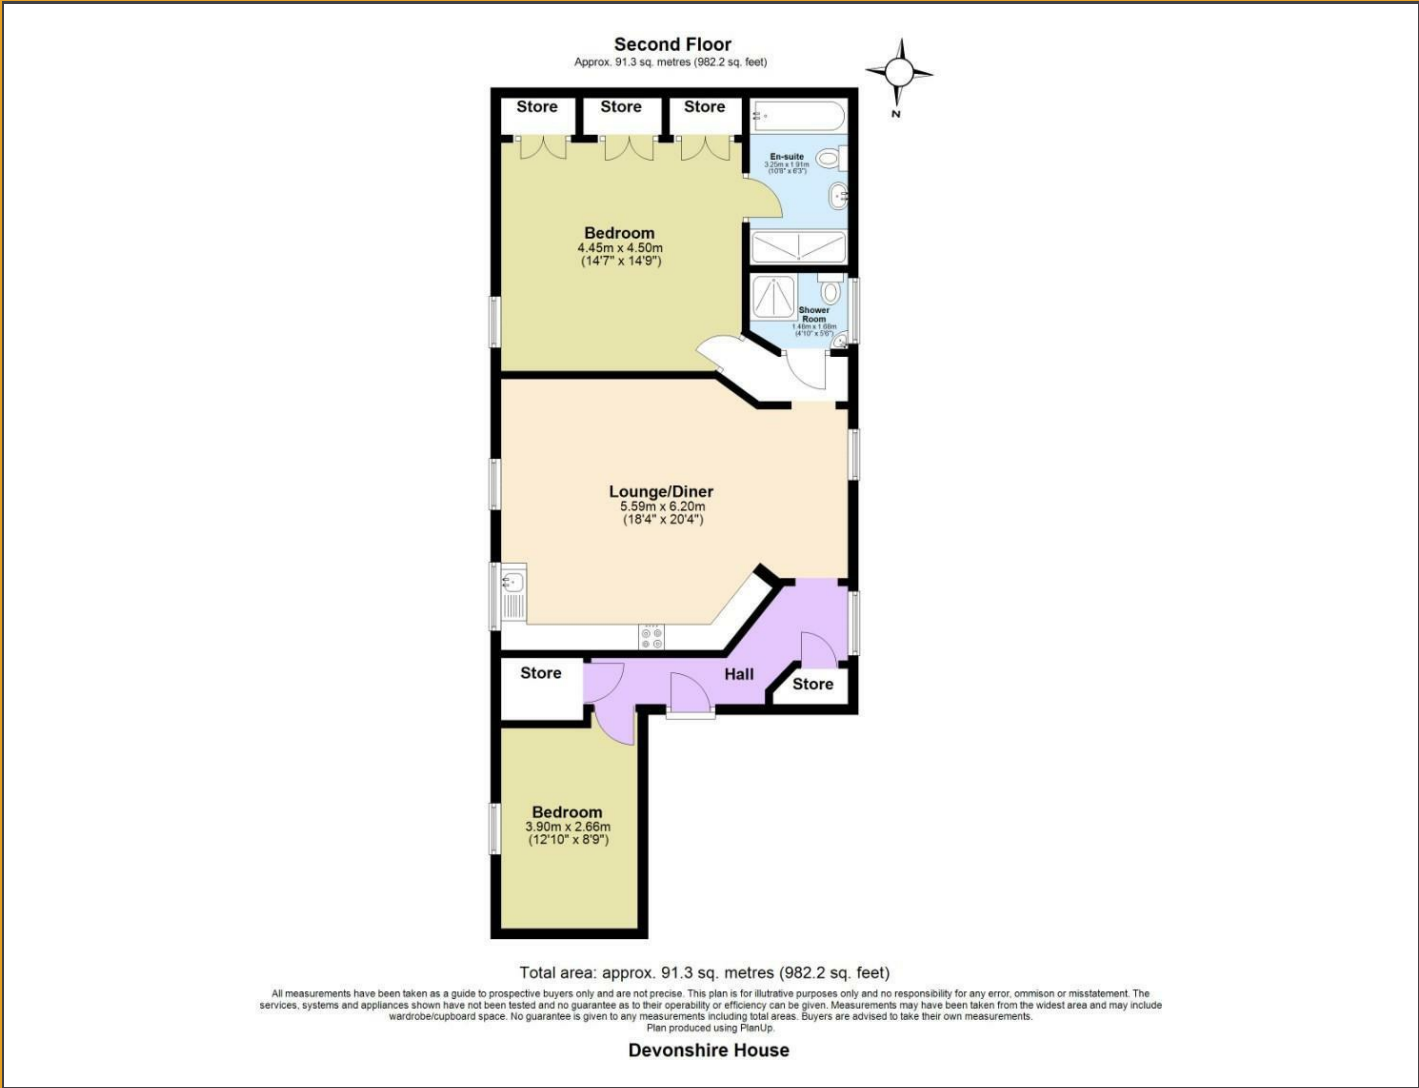 Second Floor
Approx. 91.3 sq. metres (982.2 sq. feet)
N
Store
Store
Store
En-suite
3.25m x 1.91m
(10'8" x 6'3")
Bedroom
4.45m x 4.50m
(14'7" x 14'9")
Shower
Room
1.48m x 1.68m
(4'10" x 5'6")
Lounge/Diner
5.59m x 6.20m
(18'4" x 20'4")
Store
Hall
Store
Bedroom
3.90m x 2.66m
(12'10" x 8'9")
Total area: approx. 91.3 sq. metres (982.2 sq. feet)
All measurements have been taken as a guide to prospective buyers only and are not precise. This plan is for illutrative purposes only and no responsibility for any error, ommison or misstatement. The
services, systems and appliances shown have not been tested and no guarantee as to their operability or efficiency can be given. Measurements may have been taken from the widest area and may include
wardrobe/cupboard space. No guarantee is given to any measurements including total areas. Buyers are advised to take their own measurements.
Plan produced using PlanUp.
Devonshire House